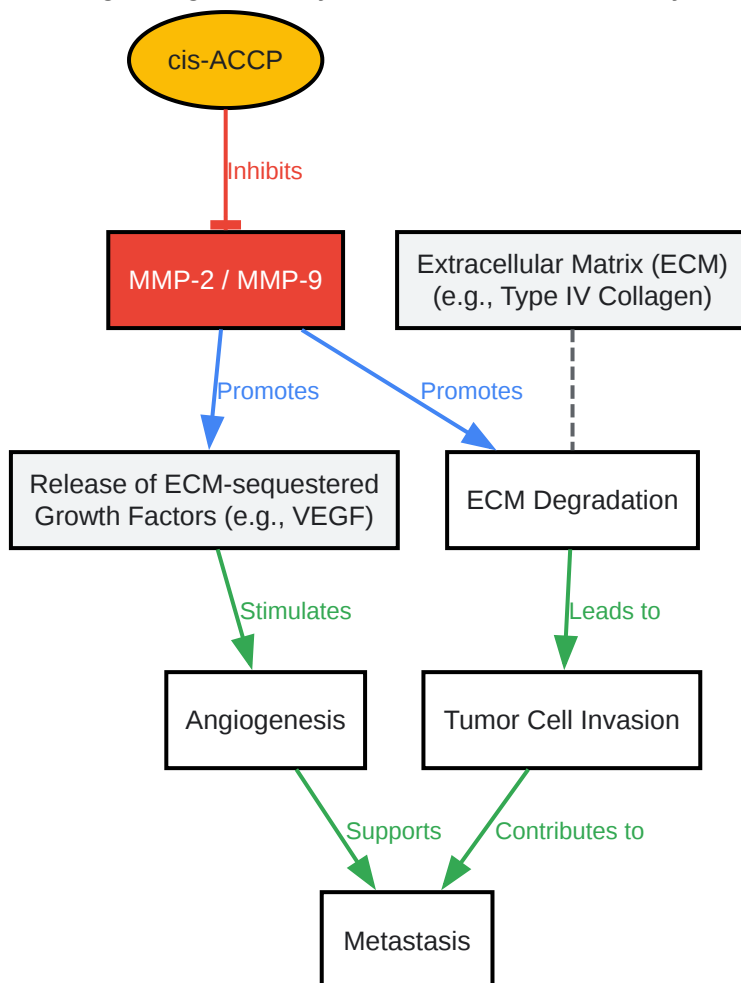 cis-ACCP
Inhibits
MMP-2 / MMP-9
Extracellular Matrix (ECM)
(e.g., Type IV Collagen)
Promotes
Promotes
Release of ECM-sequestered
Growth Factors (e.g., VEGF)
ECM Degradation
Stimulates
Leads to
Angiogenesis
Tumor Cell Invasion
Supports
Contributes to
Metastasis